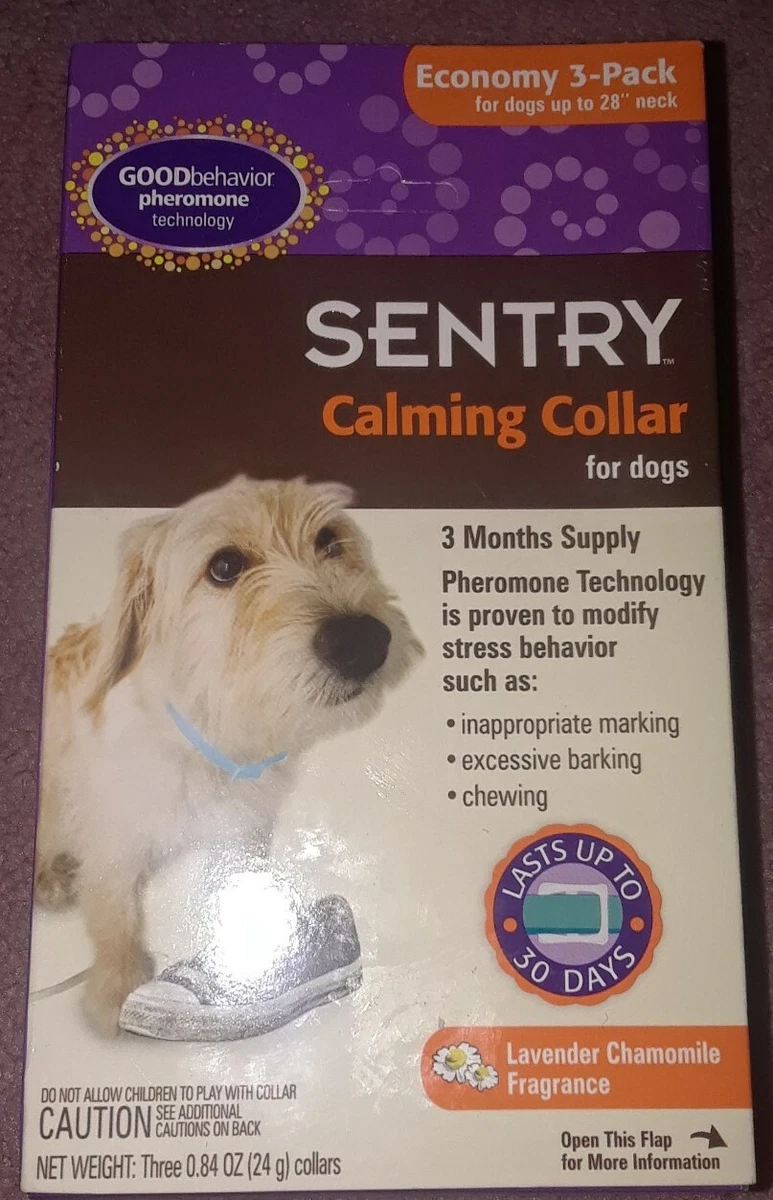 Economy 3-Pack
for dogs up to 28" neck
GOODbehavior
pheromone
technology
SENTRY™
Calming Collar
for dogs
3 Months Supply
Pheromone Technology
is proven to modify
stress behavior
such as:
• inappropriate marking
• excessive barking
• chewing
LASTS UP TO
30 DAYS
Lavender Chamomile
Fragrance
DO NOT ALLOW CHILDREN TO PLAY WITH COLLAR
CAUTION SEE ADDITIONAL
CAUTIONS ON BACK
NET WEIGHT: Three 0.84 OZ (24 g) collars
Open This Flap
for More Information